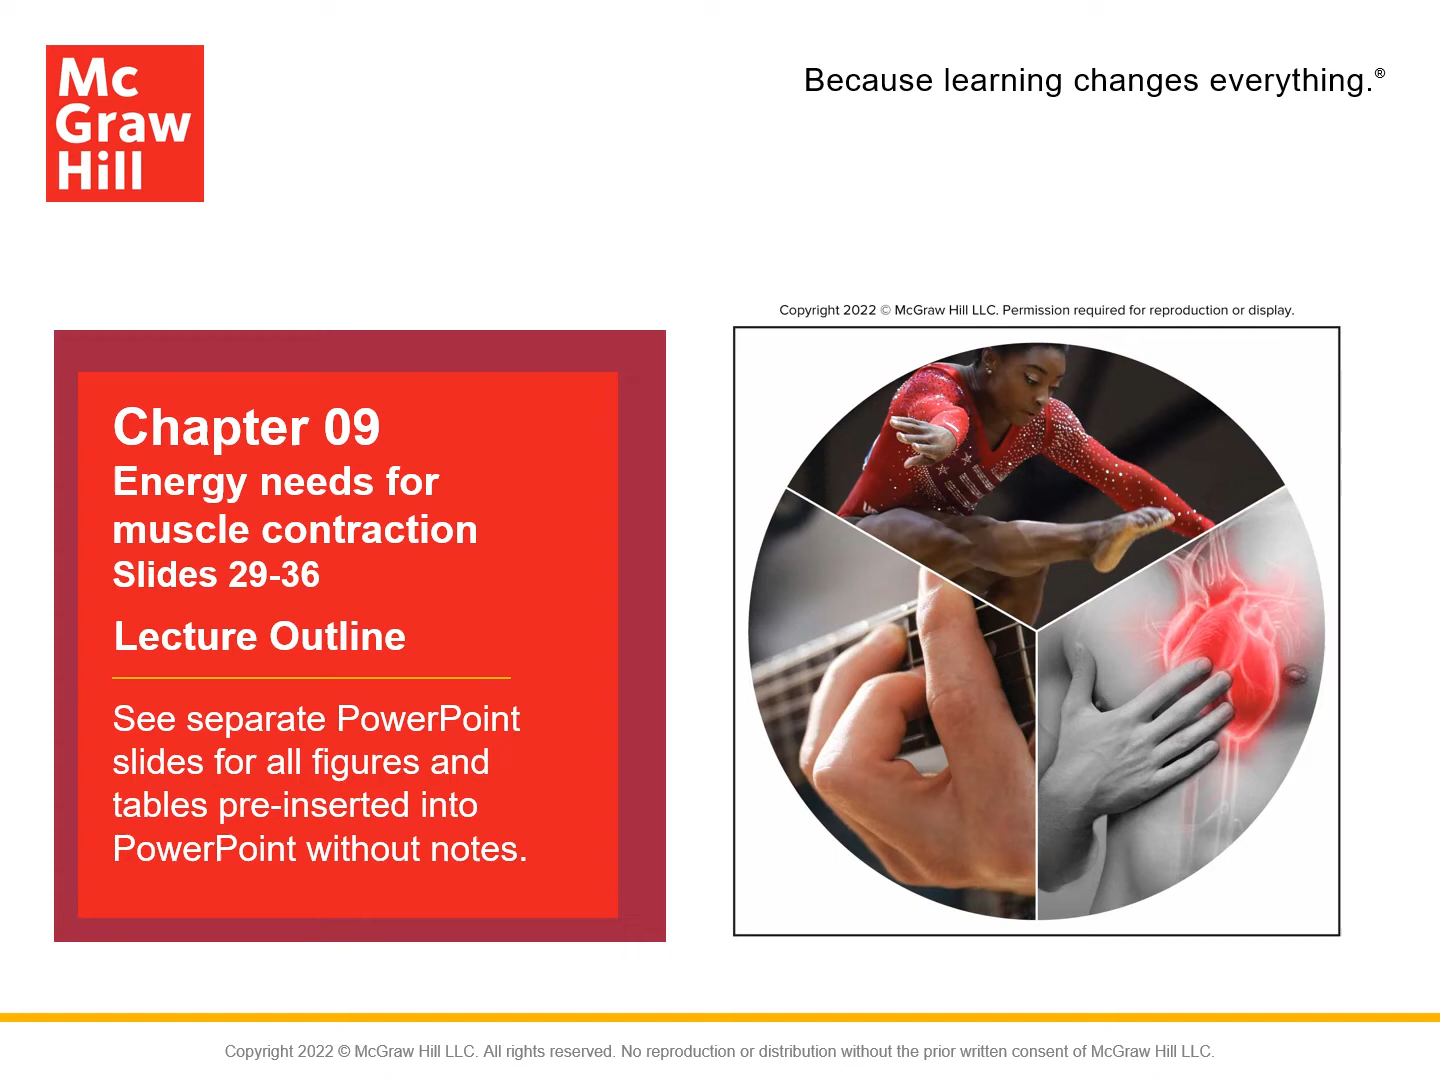 Mc
Graw
Hill
Because learning changes everything.®
Copyright 2022 © McGraw Hill LLC. Permission required for reproduction or display.
Chapter 09
Energy needs for
muscle contraction
Slides 29-36
Lecture Outline
See separate PowerPoint
slides for all figures and
tables pre-inserted into
PowerPoint without notes.
Copyright 2022 © McGraw Hill LLC. All rights reserved. No reproduction or distribution without the prior written consent of McGraw Hill LLC.